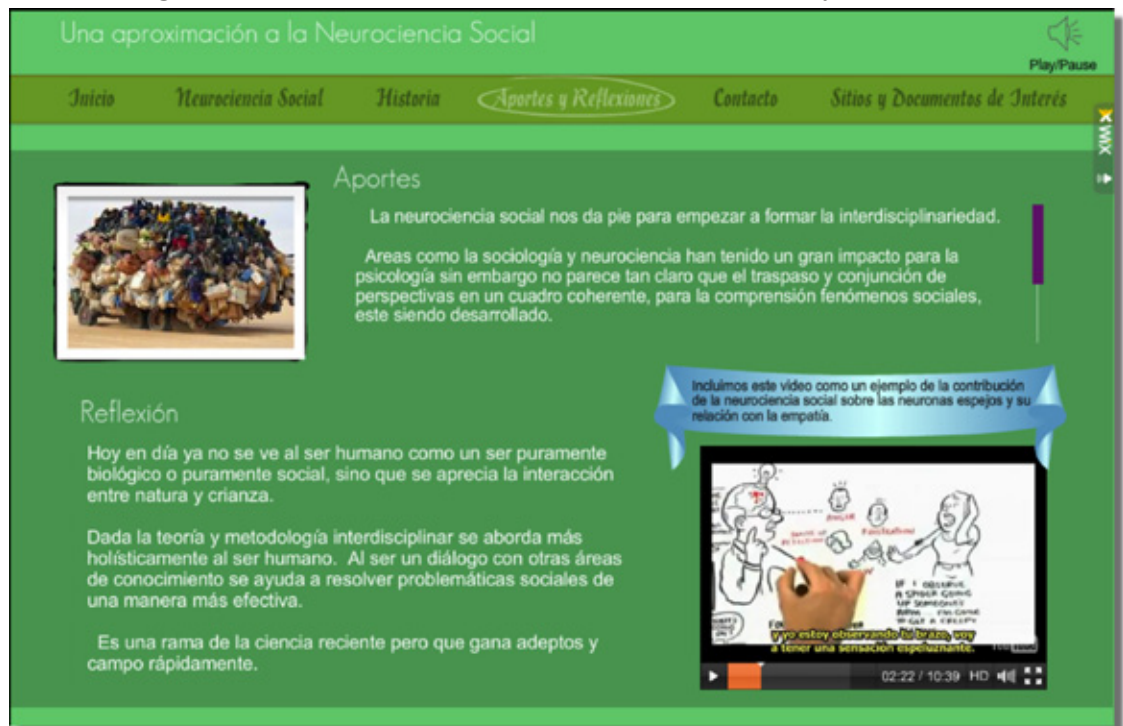 Una aproximación a la Neurociencia Social
Play/Pause
Inicio Neurociencia Social Historia Aportes y Reflexiones Contacto Sitios y Documentos de Interés
X WiX
Aportes
La neurociencia social nos da pie para empezar a formar la interdisciplinariedad.
Areas como la sociología y neurociencia han tenido un gran impacto para la
psicología sin embargo no parece tan claro que el traspaso y conjunción de
perspectivas en un cuadro coherente, para la comprensión fenómenos sociales,
este siendo desarrollado.
Reflexión
Hoy en día ya no se ve al ser humano como un ser puramente
biológico o puramente social, sino que se aprecia la interacción
entre natura y crianza.
Dada la teoría y metodología interdisciplinar se aborda más
holísticamente al ser humano. Al ser un diálogo con otras áreas
de conocimiento se ayuda a resolver problemáticas sociales de
una manera más efectiva.
Es una rama de la ciencia reciente pero que gana adeptos y
campo rápidamente.
Incluimos este video como un ejemplo de la contribución
de la neurociencia social sobre las neuronas espejos y su
relación con la empatía.
IF I OBSERVE
A SPIDER GOING
UP SOMEONE'S
y yo estoy observando tu brazo, voy
a tener una sensación espeluznante.
02:22 / 10:39 HD